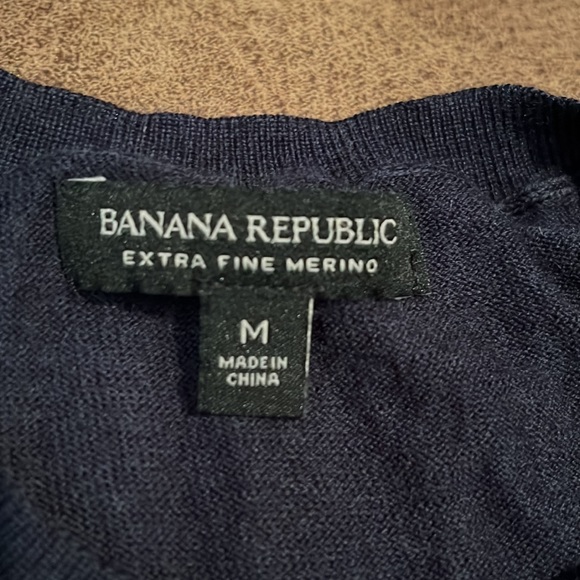 BANANA REPUBLIC
EXTRA FINE MERINO
M
MADE IN
CHINA